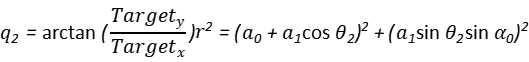 q₂ = arctan (Target_y / Target_x) r² = (a₀ + a₁cos θ₂)² + (a₁sin θ₂sin α₀)²